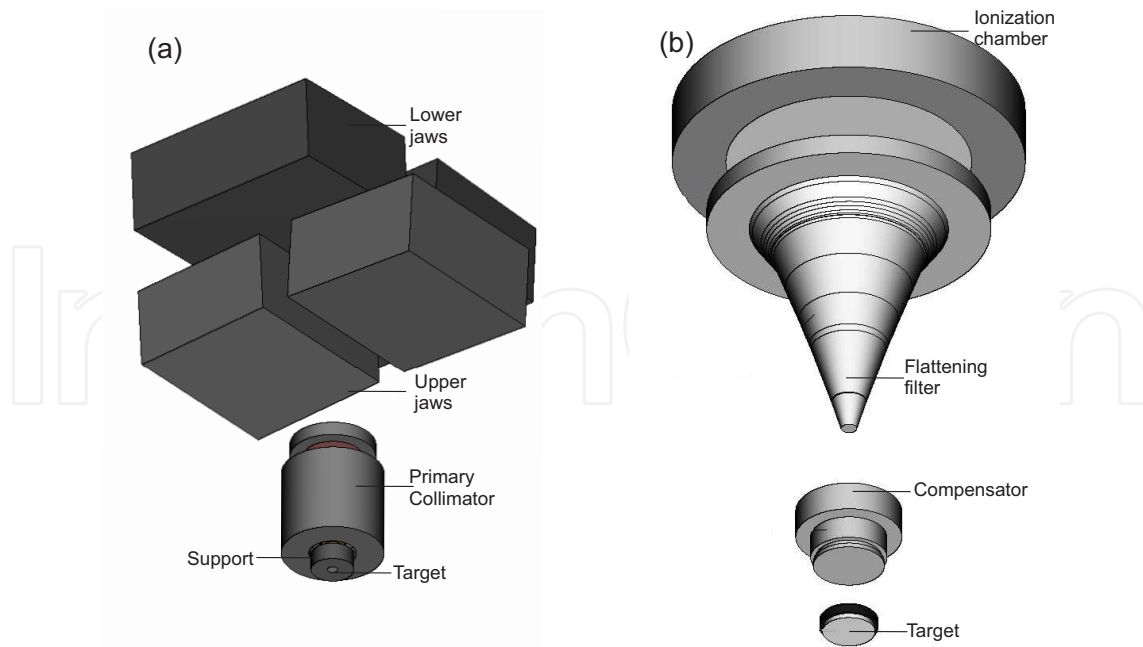 (a)
Lower
jaws
Upper
jaws
Primary
Collimator
Support
Target
(b)
Ionization
chamber
Flattening
filter
Compensator
Target